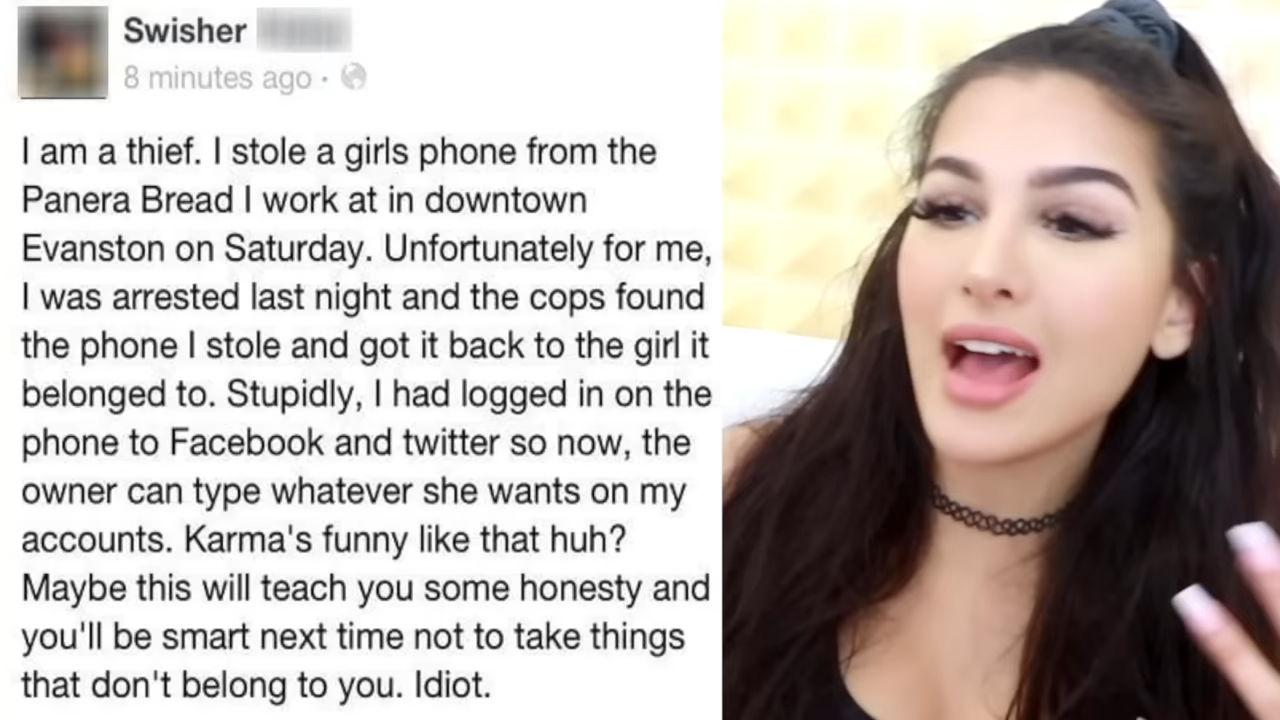 Swisher
8 minutes ago ·
I am a thief. I stole a girls phone from the
Panera Bread I work at in downtown
Evanston on Saturday. Unfortunately for me,
I was arrested last night and the cops found
the phone I stole and got it back to the girl it
belonged to. Stupidly, I had logged in on the
phone to Facebook and twitter so now, the
owner can type whatever she wants on my
accounts. Karma's funny like that huh?
Maybe this will teach you some honesty and
you'll be smart next time not to take things
that don't belong to you. Idiot.